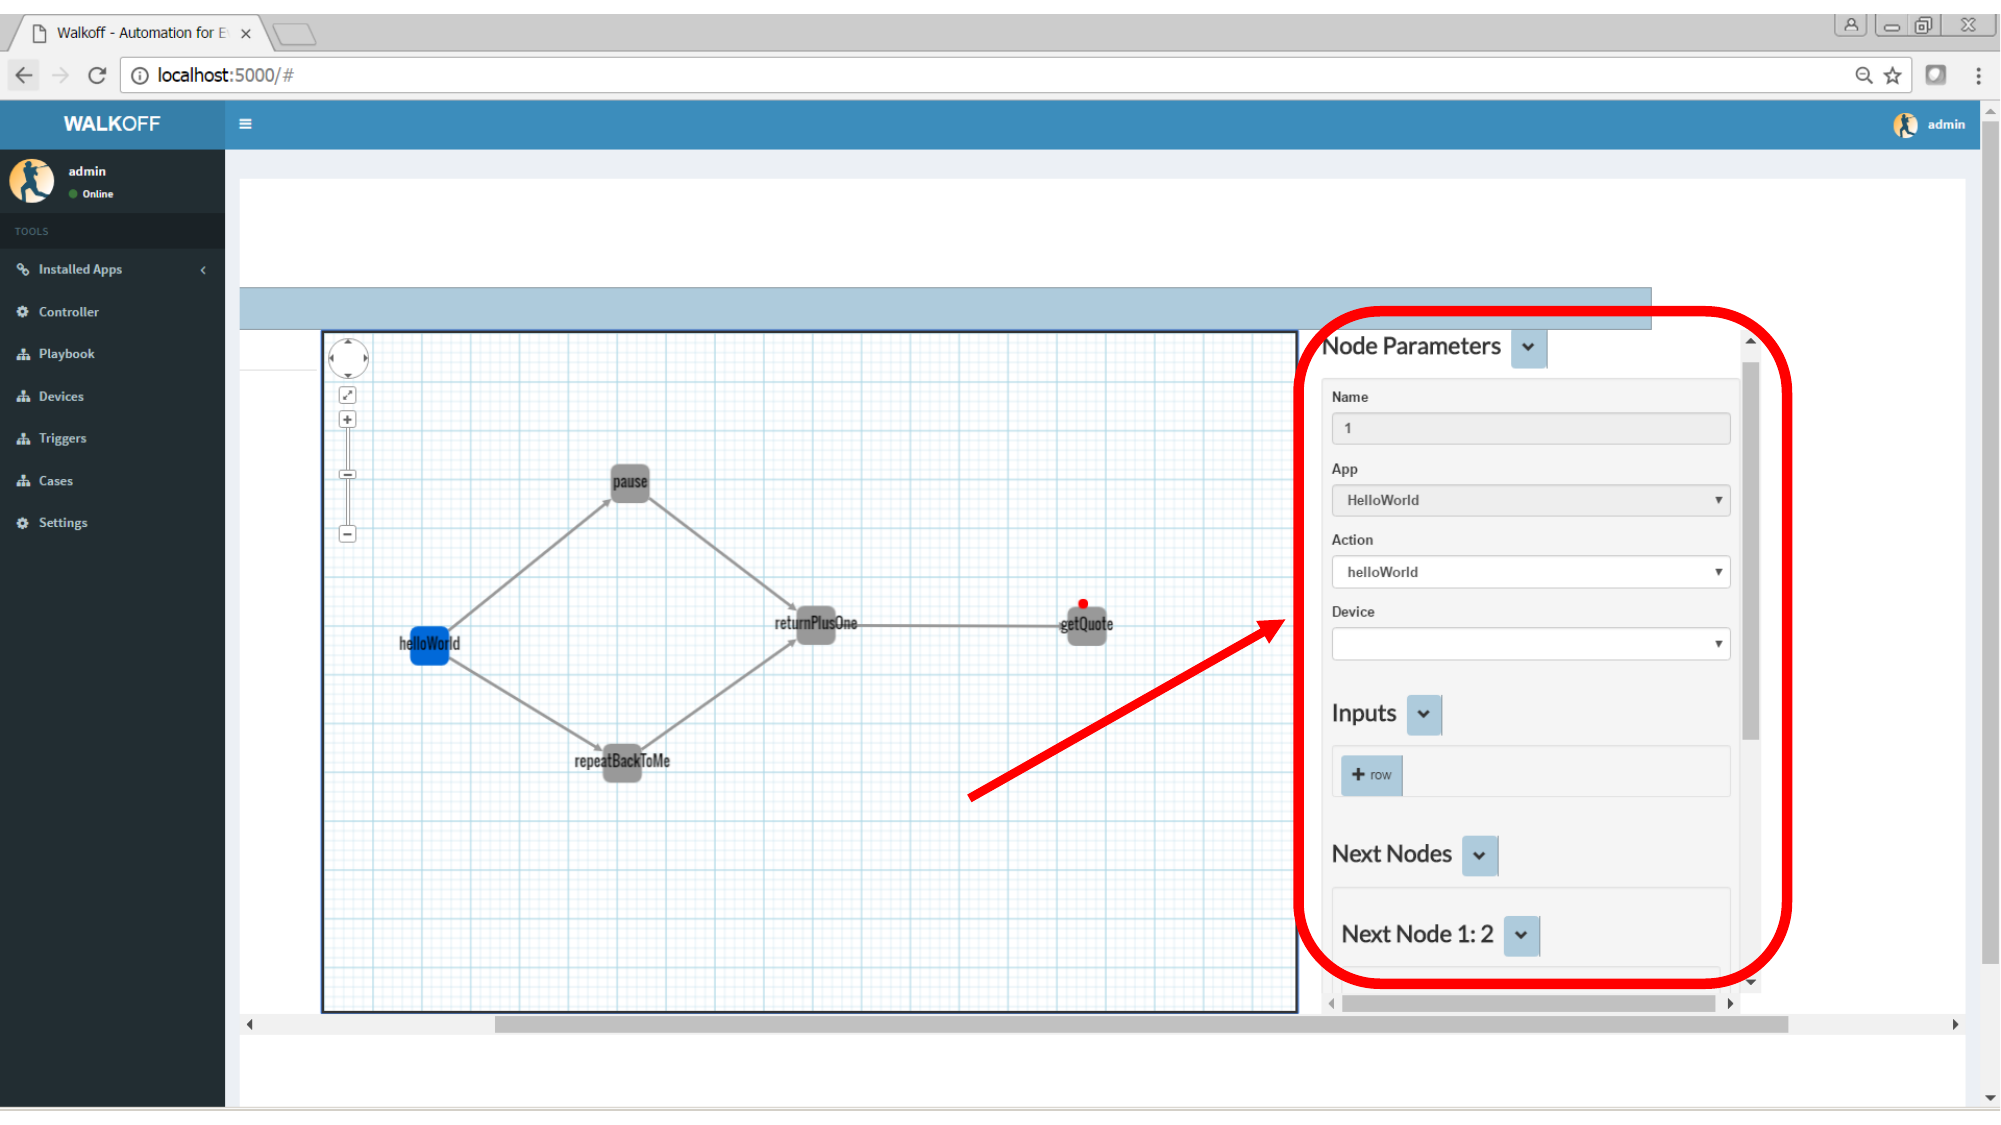 Walkoff - Automation for E
localhost:5000/#
WALKOFF
admin
admin
Online
TOOLS
Installed Apps
Controller
Playbook
Devices
Triggers
Cases
Settings
pause
helloWorld
returnPlusOne
getQuote
repeatBackToMe
Node Parameters
Name
1
App
HelloWorld
Action
helloWorld
Device
Inputs
+ row
Next Nodes
Next Node 1: 2